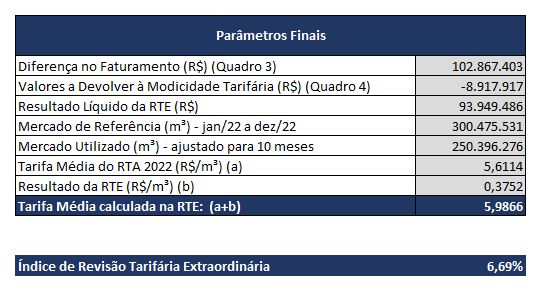 Parâmetros Finais
Diferença no Faturamento (R$) (Quadro 3) 102.867.403
Valores a Devolver à Modicidade Tarifária (R$) (Quadro 4) -8.917.917
Resultado Líquido da RTE (R$) 93.949.486
Mercado de Referência (m³) - jan/22 a dez/22 300.475.531
Mercado Utilizado (m³) - ajustado para 10 meses 250.396.276
Tarifa Média do RTA 2022 (R$/m³) (a) 5,6114
Resultado da RTE (R$/m³) (b) 0,3752
Tarifa Média calculada na RTE: (a+b) 5,9866
Índice de Revisão Tarifária Extraordinária 6,69%